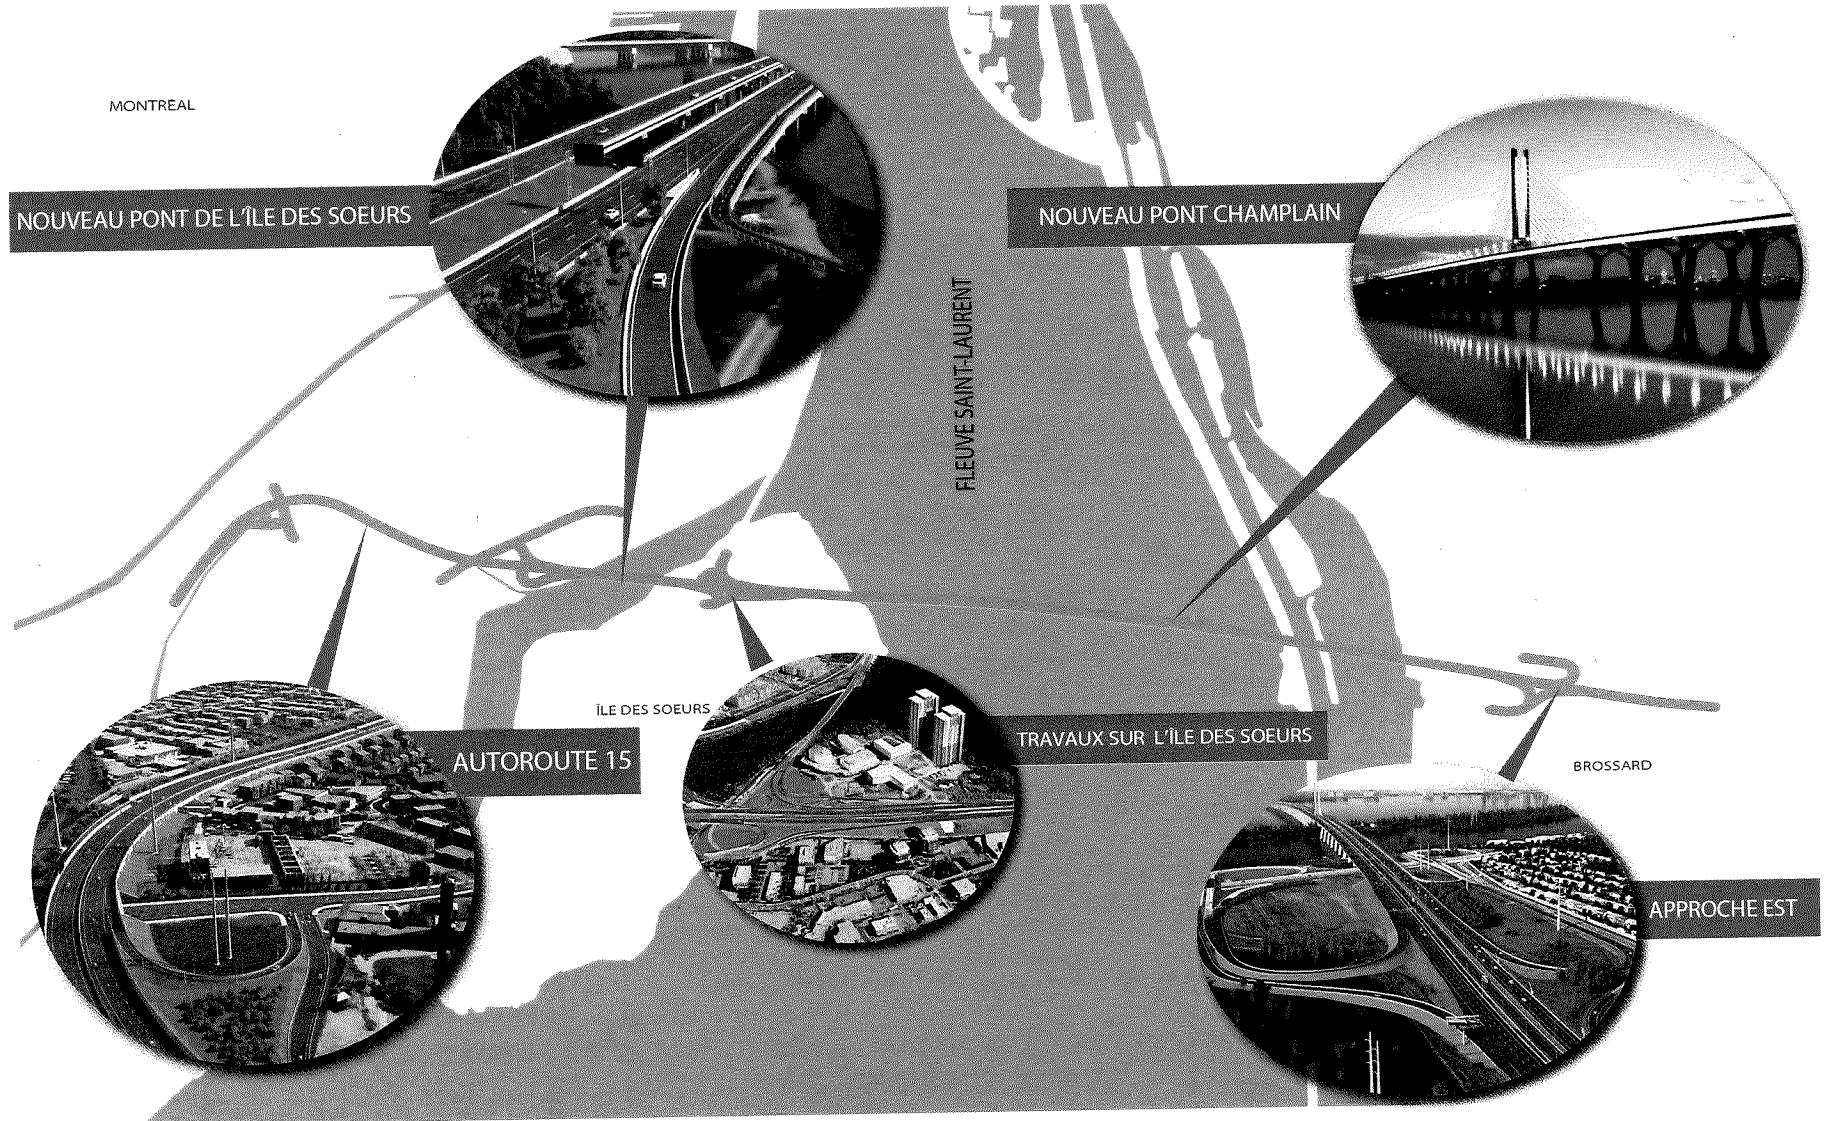 MONTRÉAL
NOUVEAU PONT DE L'ÎLE DES SOEURS
NOUVEAU PONT CHAMPLAIN
FLEUVE SAINT-LAURENT
ÎLE DES SOEURS
AUTOROUTE 15
TRAVAUX SUR L'ÎLE DES SOEURS
BROSSARD
APPROCHE EST